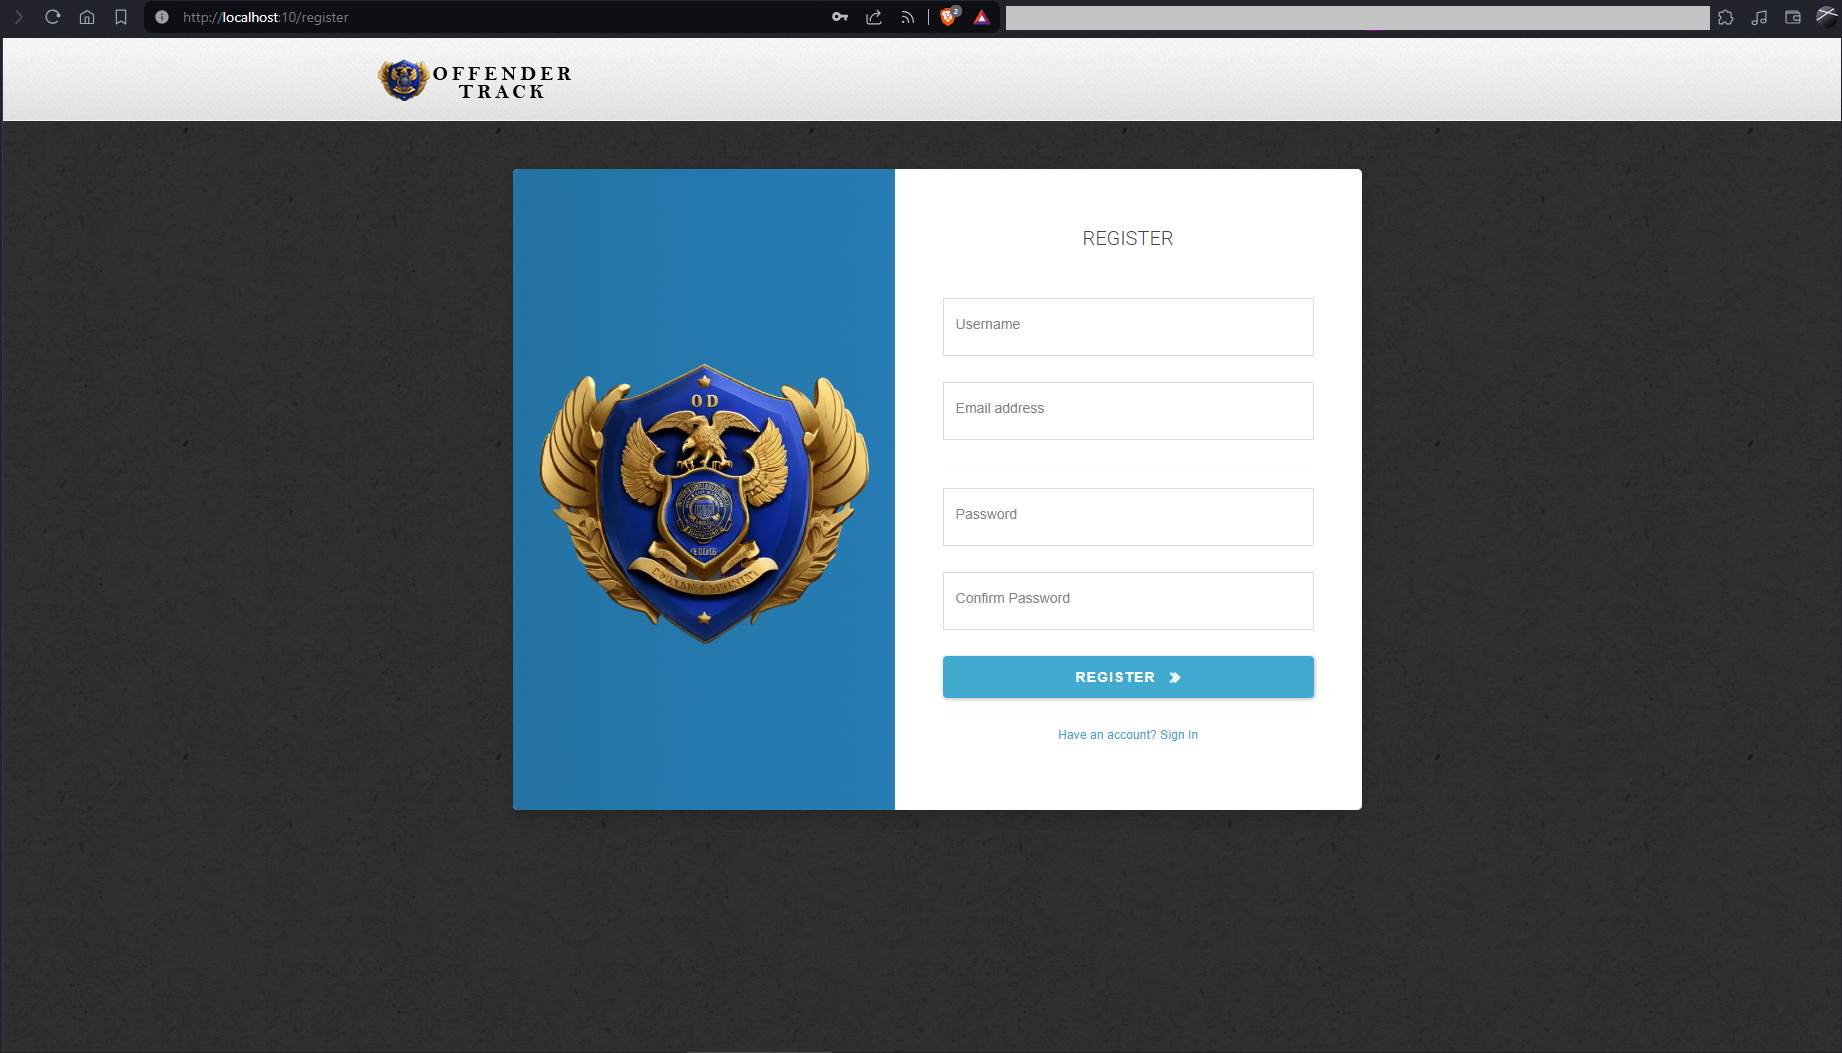 http://localhost:10/register
2
OFFENDER
TRACK
REGISTER
Username
Email address
Password
Confirm Password
REGISTER
Have an account? Sign In
OD